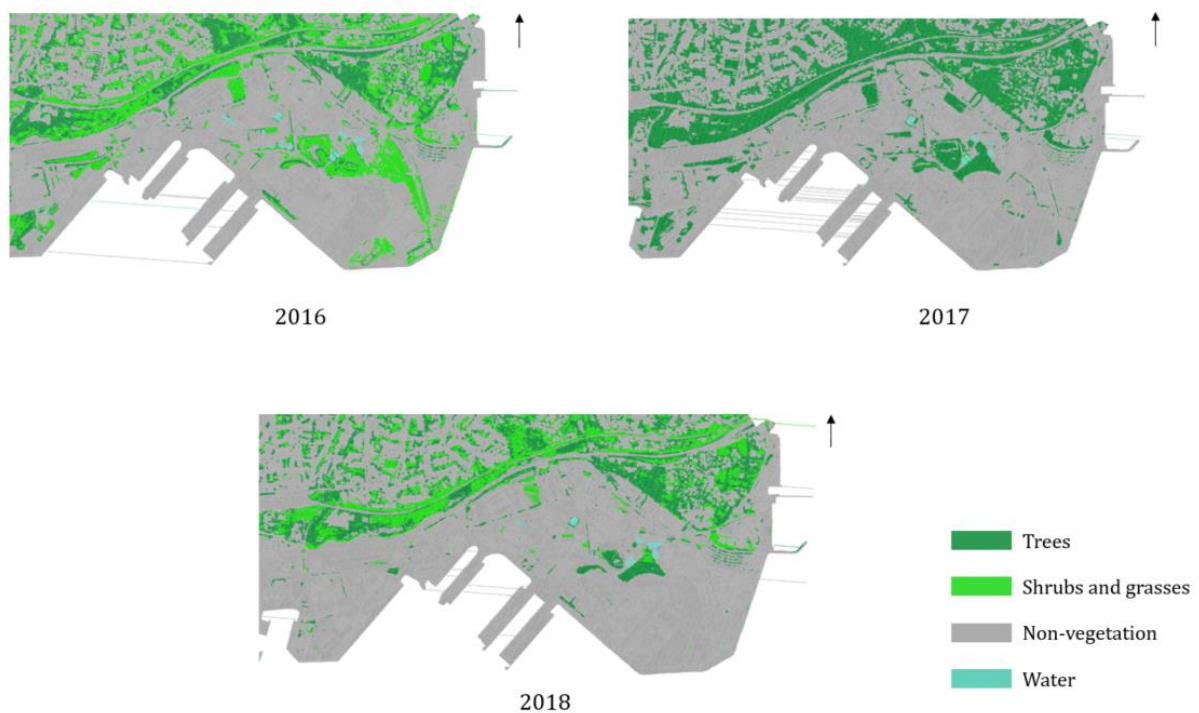 2016
2017
2018
Trees
Shrubs and grasses
Non-vegetation
Water